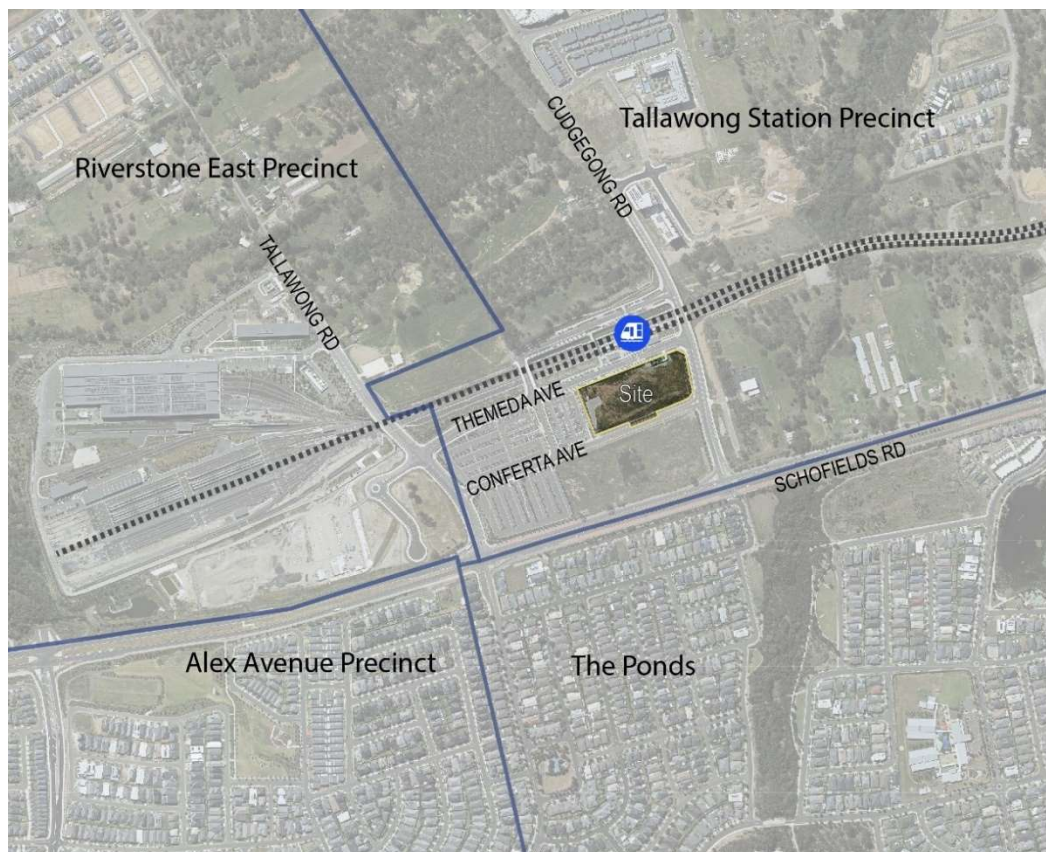 Tallawong Station Precinct
CUDGEGONG RD
Riverstone East Precinct
TALLAWONG RD
THEMEDA AVE
Site
CONFERTA AVE
SCHOFIELDS RD
Alex Avenue Precinct
The Ponds